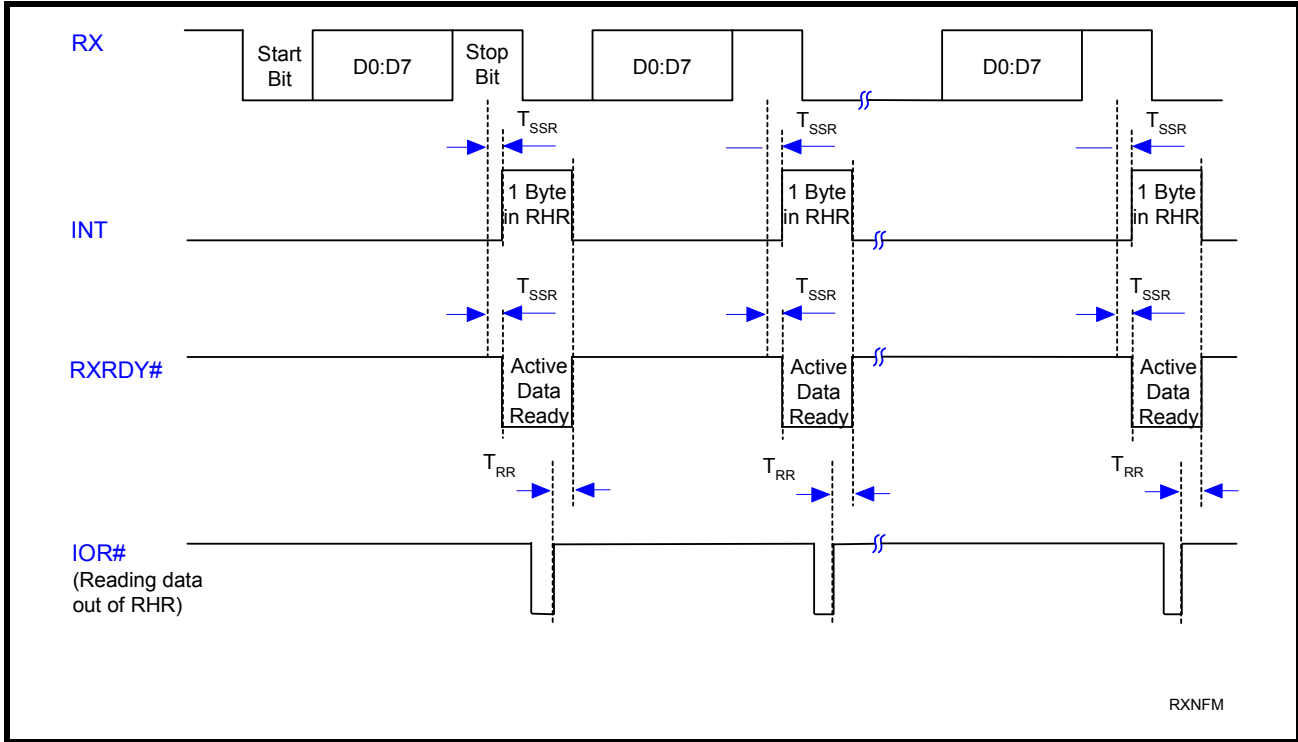 RX
Start
Bit
D0:D7
Stop
Bit
D0:D7
D0:D7
TSSR
TSSR
TSSR
INT
1 Byte
in RHR
1 Byte
in RHR
1 Byte
in RHR
TSSR
TSSR
TSSR
RXRDY#
Active
Data
Ready
Active
Data
Ready
Active
Data
Ready
TRR
TRR
TRR
IOR#
(Reading data
out of RHR)
RXNFM